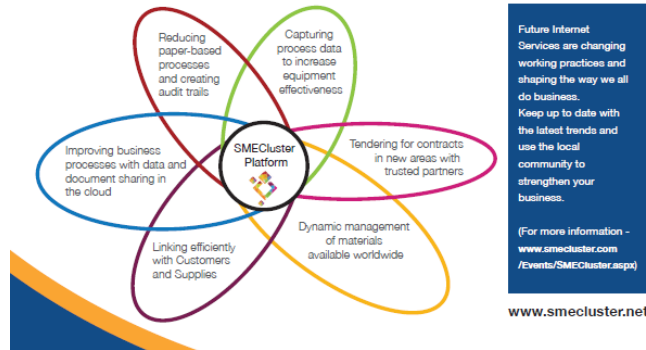 Reducing
paper-based
processes
and creating
audit trails
Capturing
process data
to increase
equipment
effectiveness
Improving business
processes with data and
document sharing in
the cloud
SMECluster
Platform
Tendering for contracts
in new areas with
trusted partners
Linking efficiently
with Customers
and Supplies
Dynamic management
of materials
available worldwide
Future Internet
Services are changing
working practices and
shaping the way we all
do business.
Keep up to date with
the latest trends and
use the local
community to
strengthen your
business.
(For more information -
www.smecluster.com
/Events/SMECluster.aspx)
www.smecluster.net